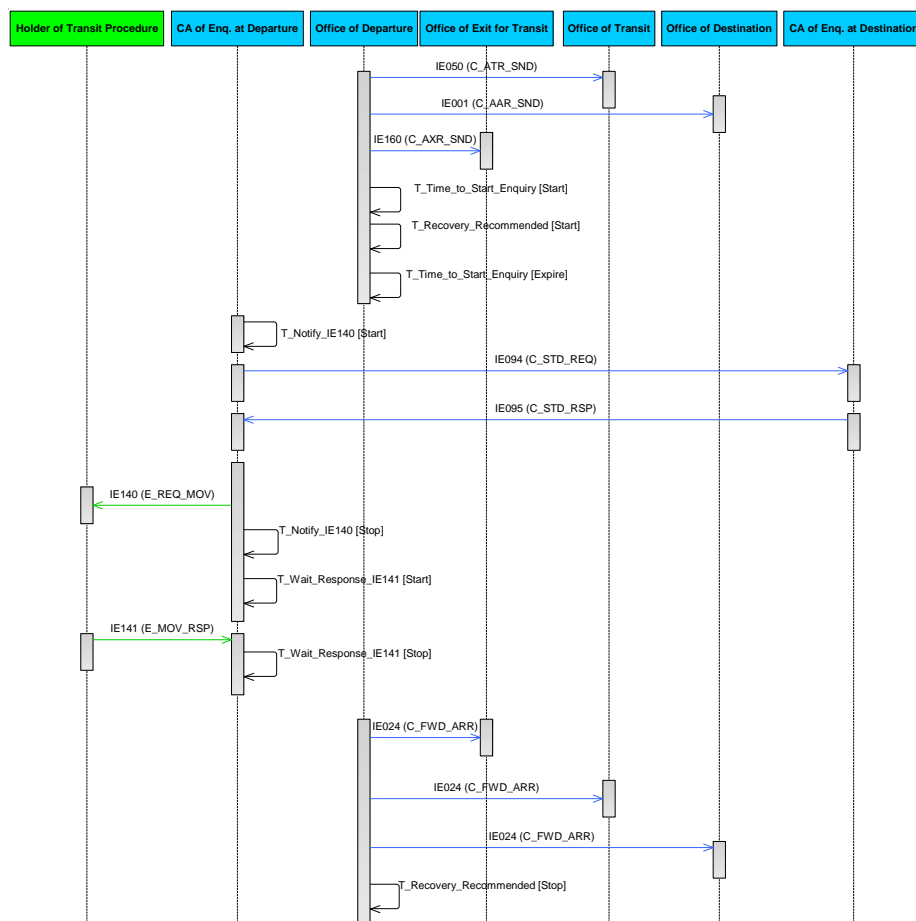 Holder of Transit Procedure
CA of Enq. at Departure
Office of Departure
Office of Exit for Transit
Office of Transit
Office of Destination
CA of Enq. at Destination
IE050 (C_ATR_SND)
IE001 (C_AAR_SND)
IE160 (C_AXR_SND)
T_Time_to_Start_Enquiry [Start]
T_Recovery_Recommended [Start]
T_Time_to_Start_Enquiry [Expire]
T_Notify_IE140 [Start]
IE094 (C_STD_REQ)
IE095 (C_STD_RSP)
IE140 (E_REQ_MOV)
T_Notify_IE140 [Stop]
T_Wait_Response_IE141 [Start]
IE141 (E_MOV_RSP)
T_Wait_Response_IE141 [Stop]
IE024 (C_FWD_ARR)
IE024 (C_FWD_ARR)
IE024 (C_FWD_ARR)
T_Recovery_Recommended [Stop]